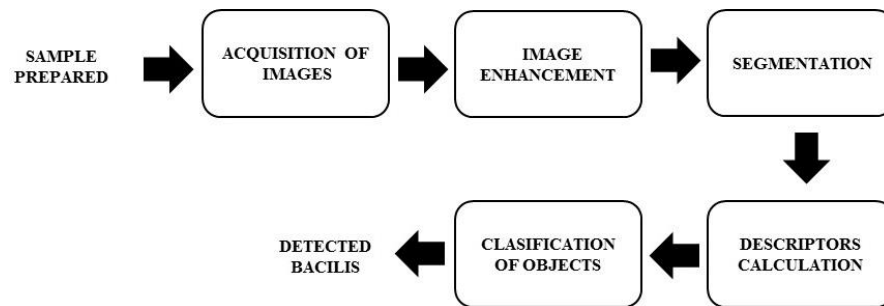 SAMPLE
PREPARED
ACQUISITION OF
IMAGES
IMAGE
ENHANCEMENT
SEGMENTATION
DESCRIPTORS
CALCULATION
CLASIFICATION
OF OBJECTS
DETECTED
BACILIS